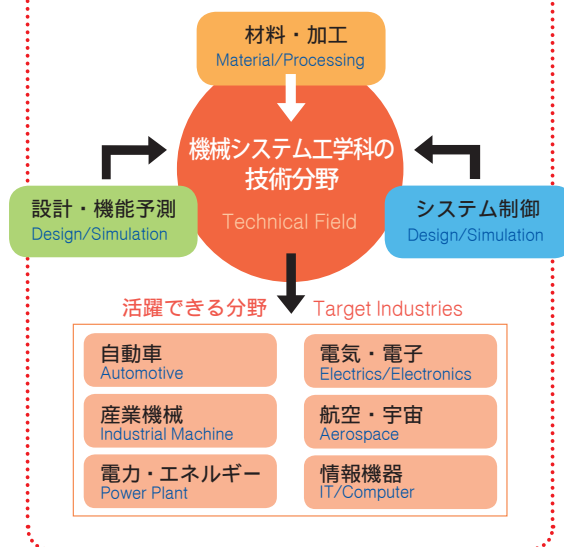 材料・加工
Material/Processing
機械システム工学科の
技術分野
Technical Field
設計・機能予測
Design/Simulation
システム制御
Design/Simulation
活躍できる分野 Target Industries
自動車
Automotive
電気・電子
Electrics/Electronics
産業機械
Industrial Machine
航空・宇宙
Aerospace
電力・エネルギー
Power Plant
情報機器
IT/Computer